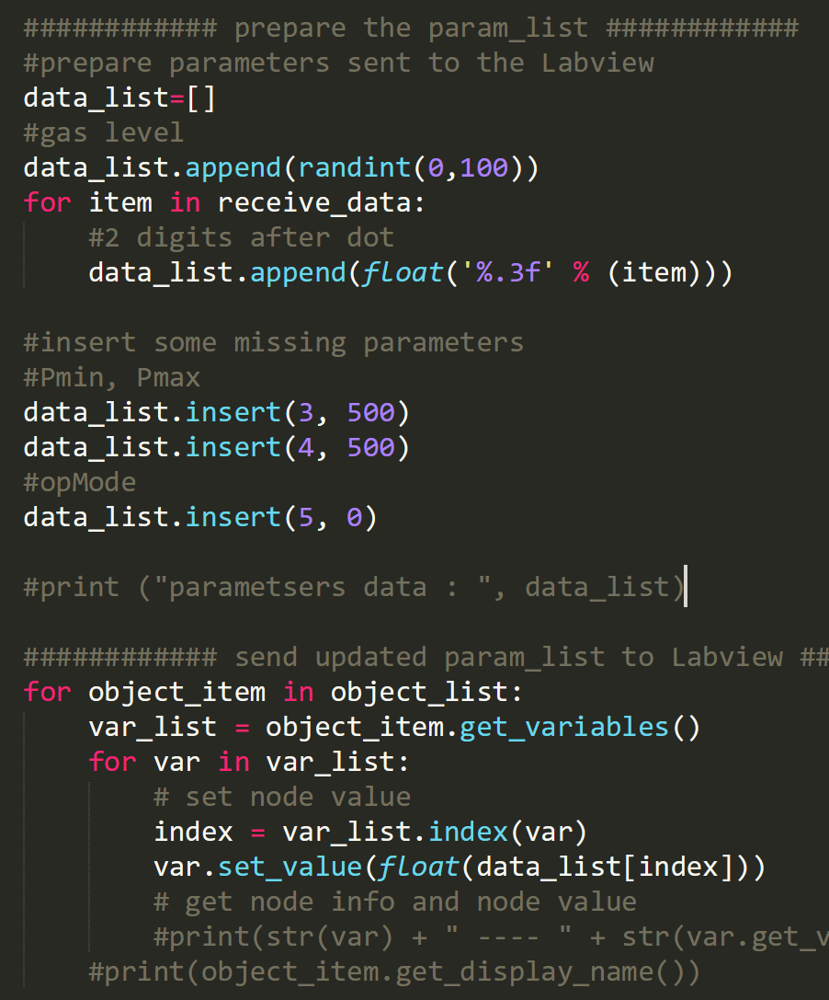 ############ prepare the param_list ############
#prepare parameters sent to the Labview
data_list=[]
#gas level
data_list.append(randint(0,100))
for item in receive_data:
    #2 digits after dot
    data_list.append(float('%.3f' % (item)))

#insert some missing parameters
#Pmin, Pmax
data_list.insert(3, 500)
data_list.insert(4, 500)
#opMode
data_list.insert(5, 0)

#print ("parametsers data : ", data_list)

############ send updated param_list to Labview ##
for object_item in object_list:
    var_list = object_item.get_variables()
    for var in var_list:
        # set node value
        index = var_list.index(var)
        var.set_value(float(data_list[index]))
        # get node info and node value
        #print(str(var) + " ---- " + str(var.get_v
    #print(object_item.get_display_name())